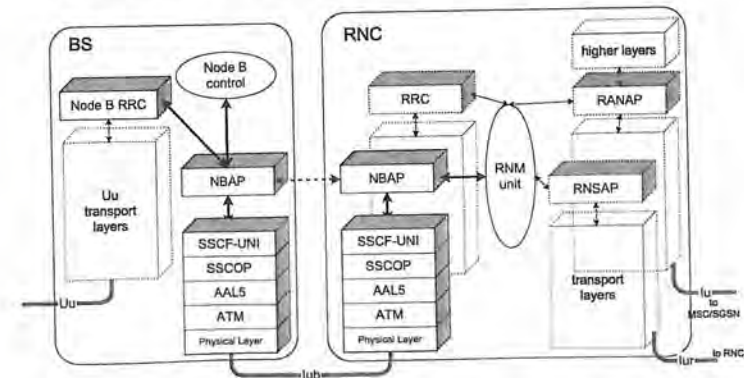 BS
RNC
Node B
control
Node B RRC
higher layers
RRC
RANAP
NBAP
NBAP
RNM
unit
RNSAP
Uu
transport
layers
SSCF-UNI
SSCOP
AAL5
ATM
Physical Layer
SSCF-UNI
SSCOP
AAL5
ATM
Physical Layer
transport
layers
Uu
Iub
Iu
to
MSC/SGSN
Iur
to RNC